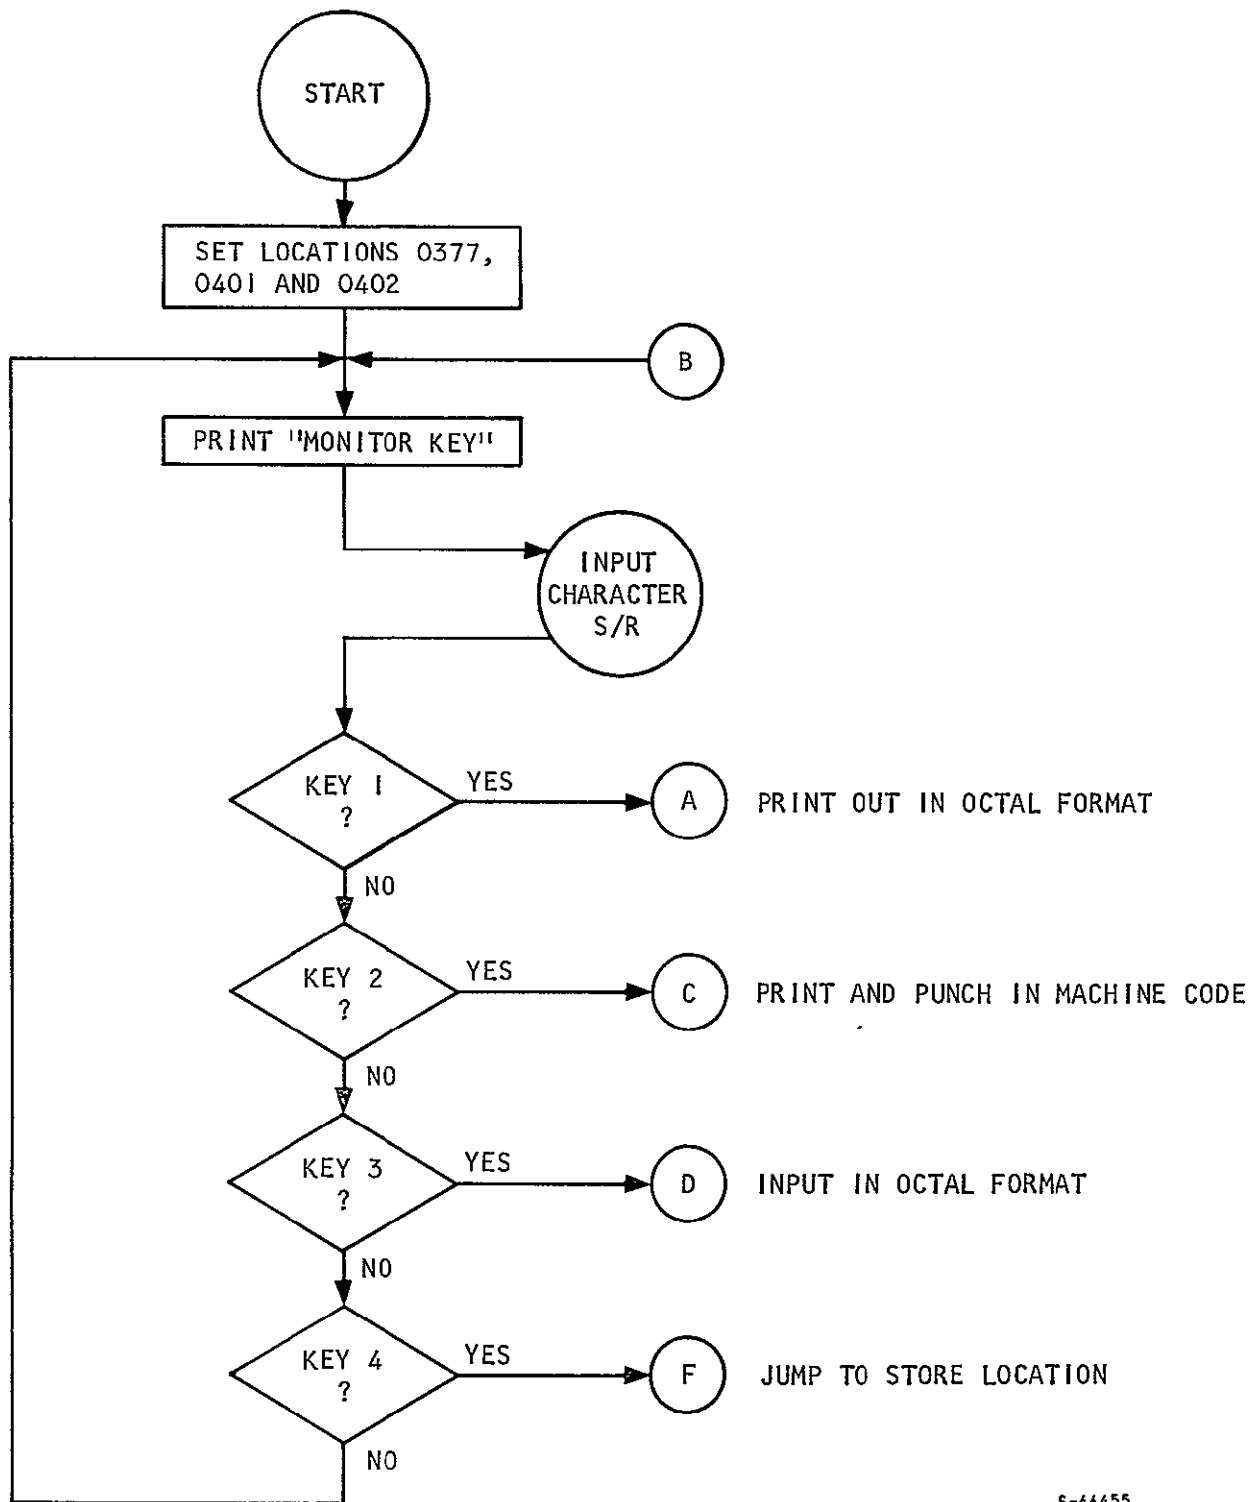 START
SET LOCATIONS 0377,
0401 AND 0402
B
PRINT "MONITOR KEY"
INPUT
CHARACTER
S/R
KEY 1
?
YES
A
PRINT OUT IN OCTAL FORMAT
NO
KEY 2
?
YES
C
PRINT AND PUNCH IN MACHINE CODE
NO
KEY 3
?
YES
D
INPUT IN OCTAL FORMAT
NO
KEY 4
?
YES
F
JUMP TO STORE LOCATION
NO
S-66455